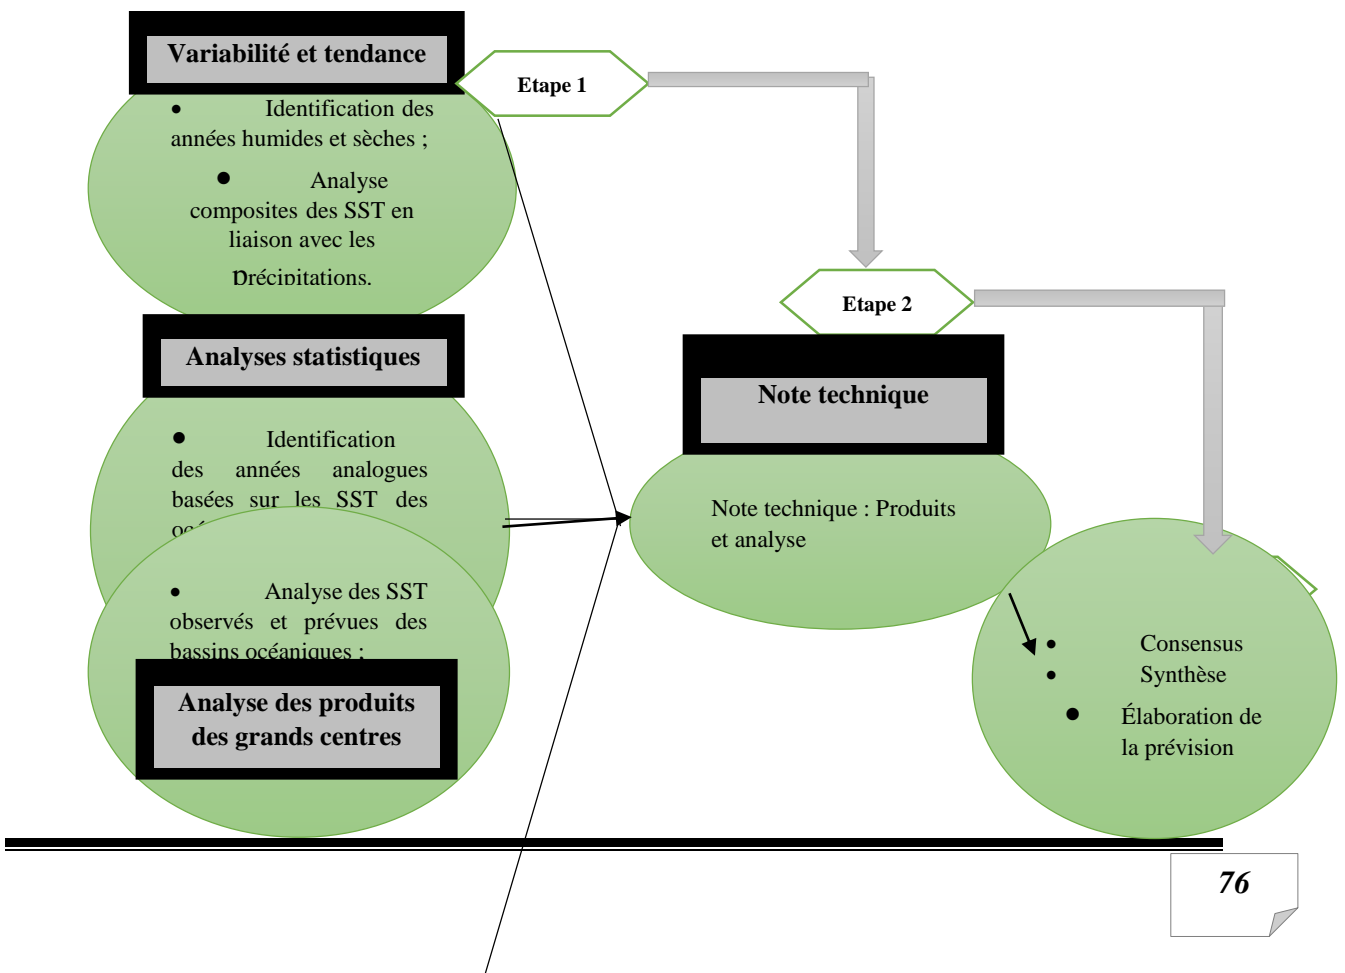 Variabilité et tendance
• Identification des
années humides et sèches ;
• Analyse
composites des SST en
liaison avec les
précipitations.
Etape 1
Analyses statistiques
• Identification
des années analogues
basées sur les SST des
• Analyse des SST
observés et prévues des
bassins océaniques ;
Analyse des produits
des grands centres
Etape 2
Note technique
Note technique : Produits
et analyse
• Consensus
• Synthèse
• Élaboration de
la prévision
76